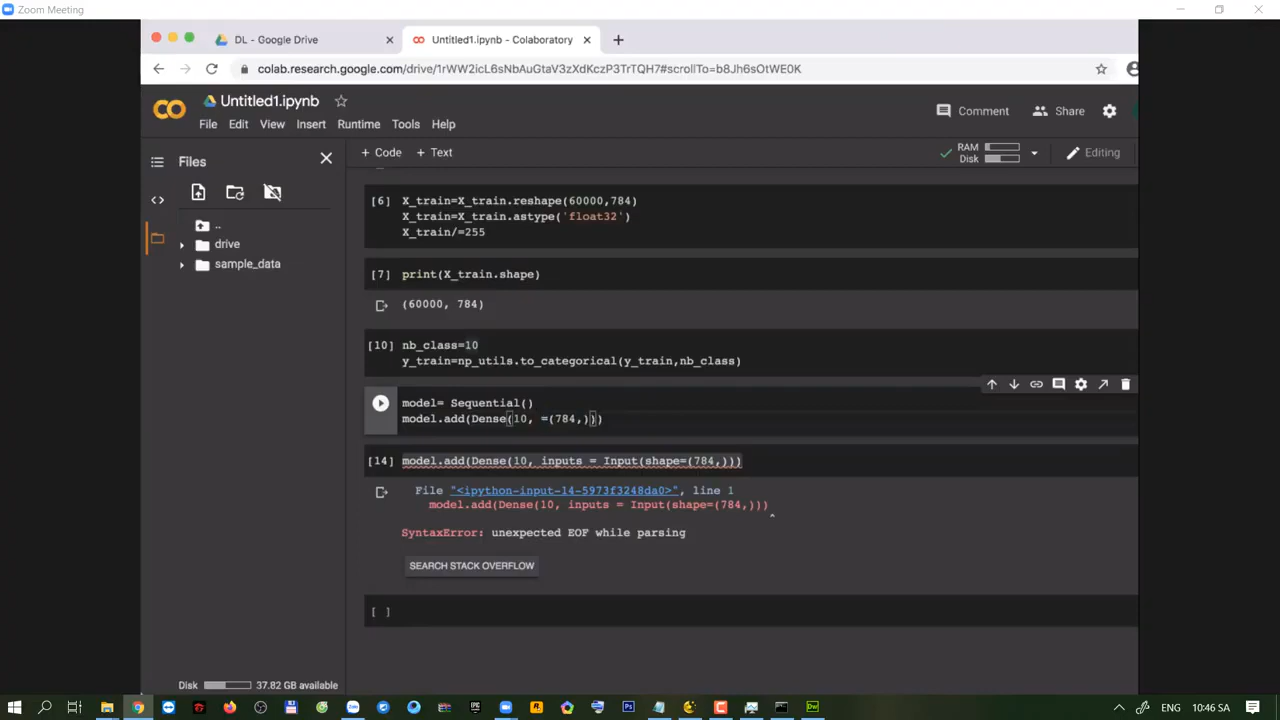 Zoom Meeting
DL - Google Drive
Untitled1.ipynb - Colaboratory
colab.research.google.com/drive/1rWW2icL6sNbAuGtaV3zXdKczP3TrTQH7#scrollTo=b8Jh6sOtWE0K
Untitled1.ipynb
Comment
Share
File Edit View Insert Runtime Tools Help
Files
+ Code + Text
RAM
Disk
Editing
[6] X_train=X_train.reshape(60000,784)
X_train=X_train.astype('float32')
X_train/=255
..
drive
sample_data
[7] print(X_train.shape)
(60000, 784)
[10] nb_class=10
y_train=np_utils.to_categorical(y_train,nb_class)
model= Sequential()
model.add(Dense(10, =(784,)))
[14] model.add(Dense(10, inputs = Input(shape=(784,)))
File "<ipython-input-14-5973f3248da0>", line 1
model.add(Dense(10, inputs = Input(shape=(784,)))
^
SyntaxError: unexpected EOF while parsing
SEARCH STACK OVERFLOW
[ ]
Disk 37.82 GB available
ENG 10:46 SA